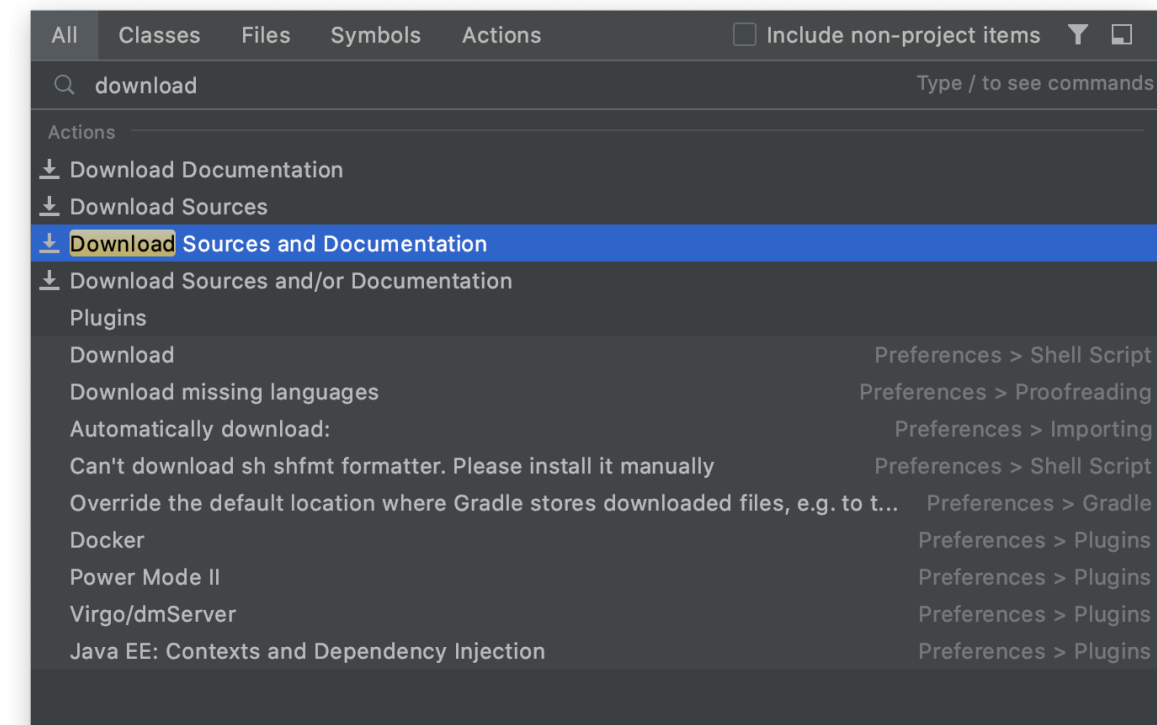 All Classes Files Symbols Actions Include non-project items
download Type / to see commands
Actions
Download Documentation
Download Sources
Download Sources and Documentation
Download Sources and/or Documentation
Plugins
Download Preferences > Shell Script
Download missing languages Preferences > Proofreading
Automatically download: Preferences > Importing
Can't download sh shfmt formatter. Please install it manually Preferences > Shell Script
Override the default location where Gradle stores downloaded files, e.g. to t... Preferences > Gradle
Docker Preferences > Plugins
Power Mode II Preferences > Plugins
Virgo/dmServer Preferences > Plugins
Java EE: Contexts and Dependency Injection Preferences > Plugins